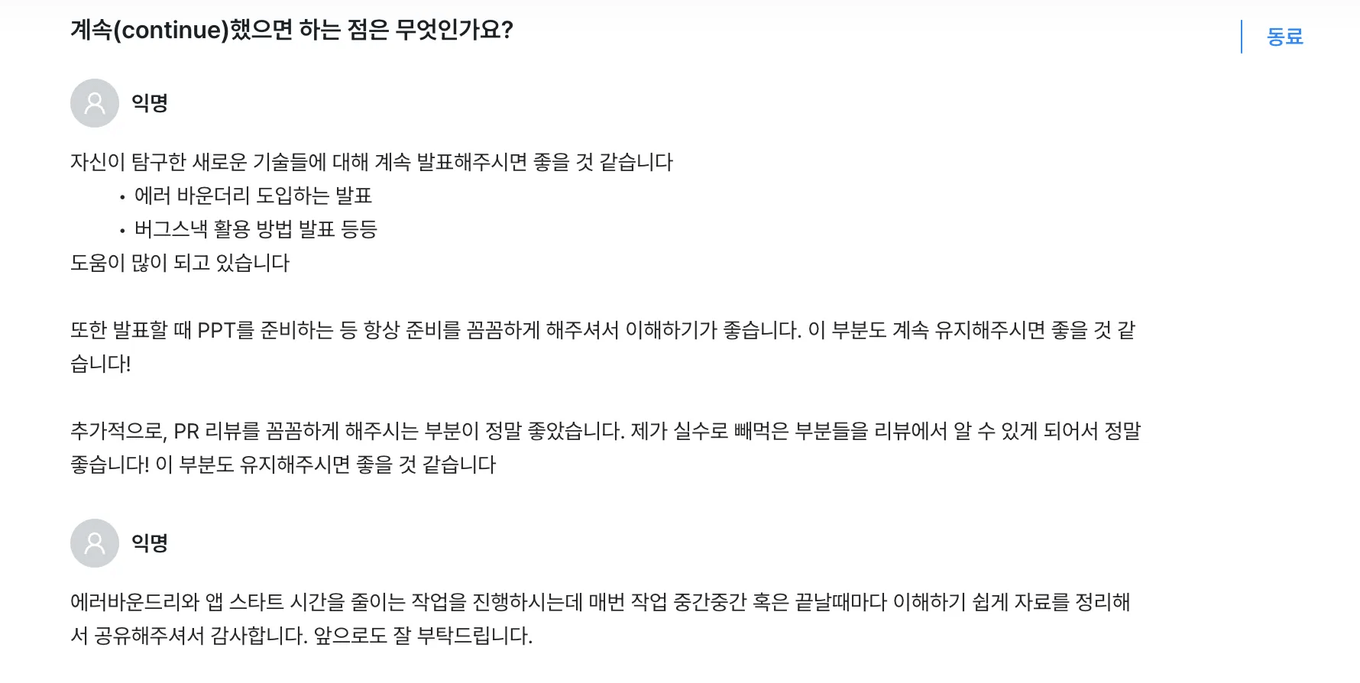 계속(continue)했으면 하는 점은 무엇인가요?
동료
익명
자신이 탐구한 새로운 기술들에 대해 계속 발표해주시면 좋을 것 같습니다
• 에러 바운더리 도입하는 발표
• 버그스낵 활용 방법 발표 등등
도움이 많이 되고 있습니다
또한 발표할 때 PPT를 준비하는 등 항상 준비를 꼼꼼하게 해주셔서 이해하기가 좋습니다. 이 부분도 계속 유지해주시면 좋을 것 같
습니다!
추가적으로, PR 리뷰를 꼼꼼하게 해주시는 부분이 정말 좋았습니다. 제가 실수로 빼먹은 부분들을 리뷰에서 알 수 있게 되어서 정말
좋습니다! 이 부분도 유지해주시면 좋을 것 같습니다
익명
에러바운드리와 앱 스타트 시간을 줄이는 작업을 진행하시는데 매번 작업 중간중간 혹은 끝날때마다 이해하기 쉽게 자료를 정리해
서 공유해주셔서 감사합니다. 앞으로도 잘 부탁드립니다.